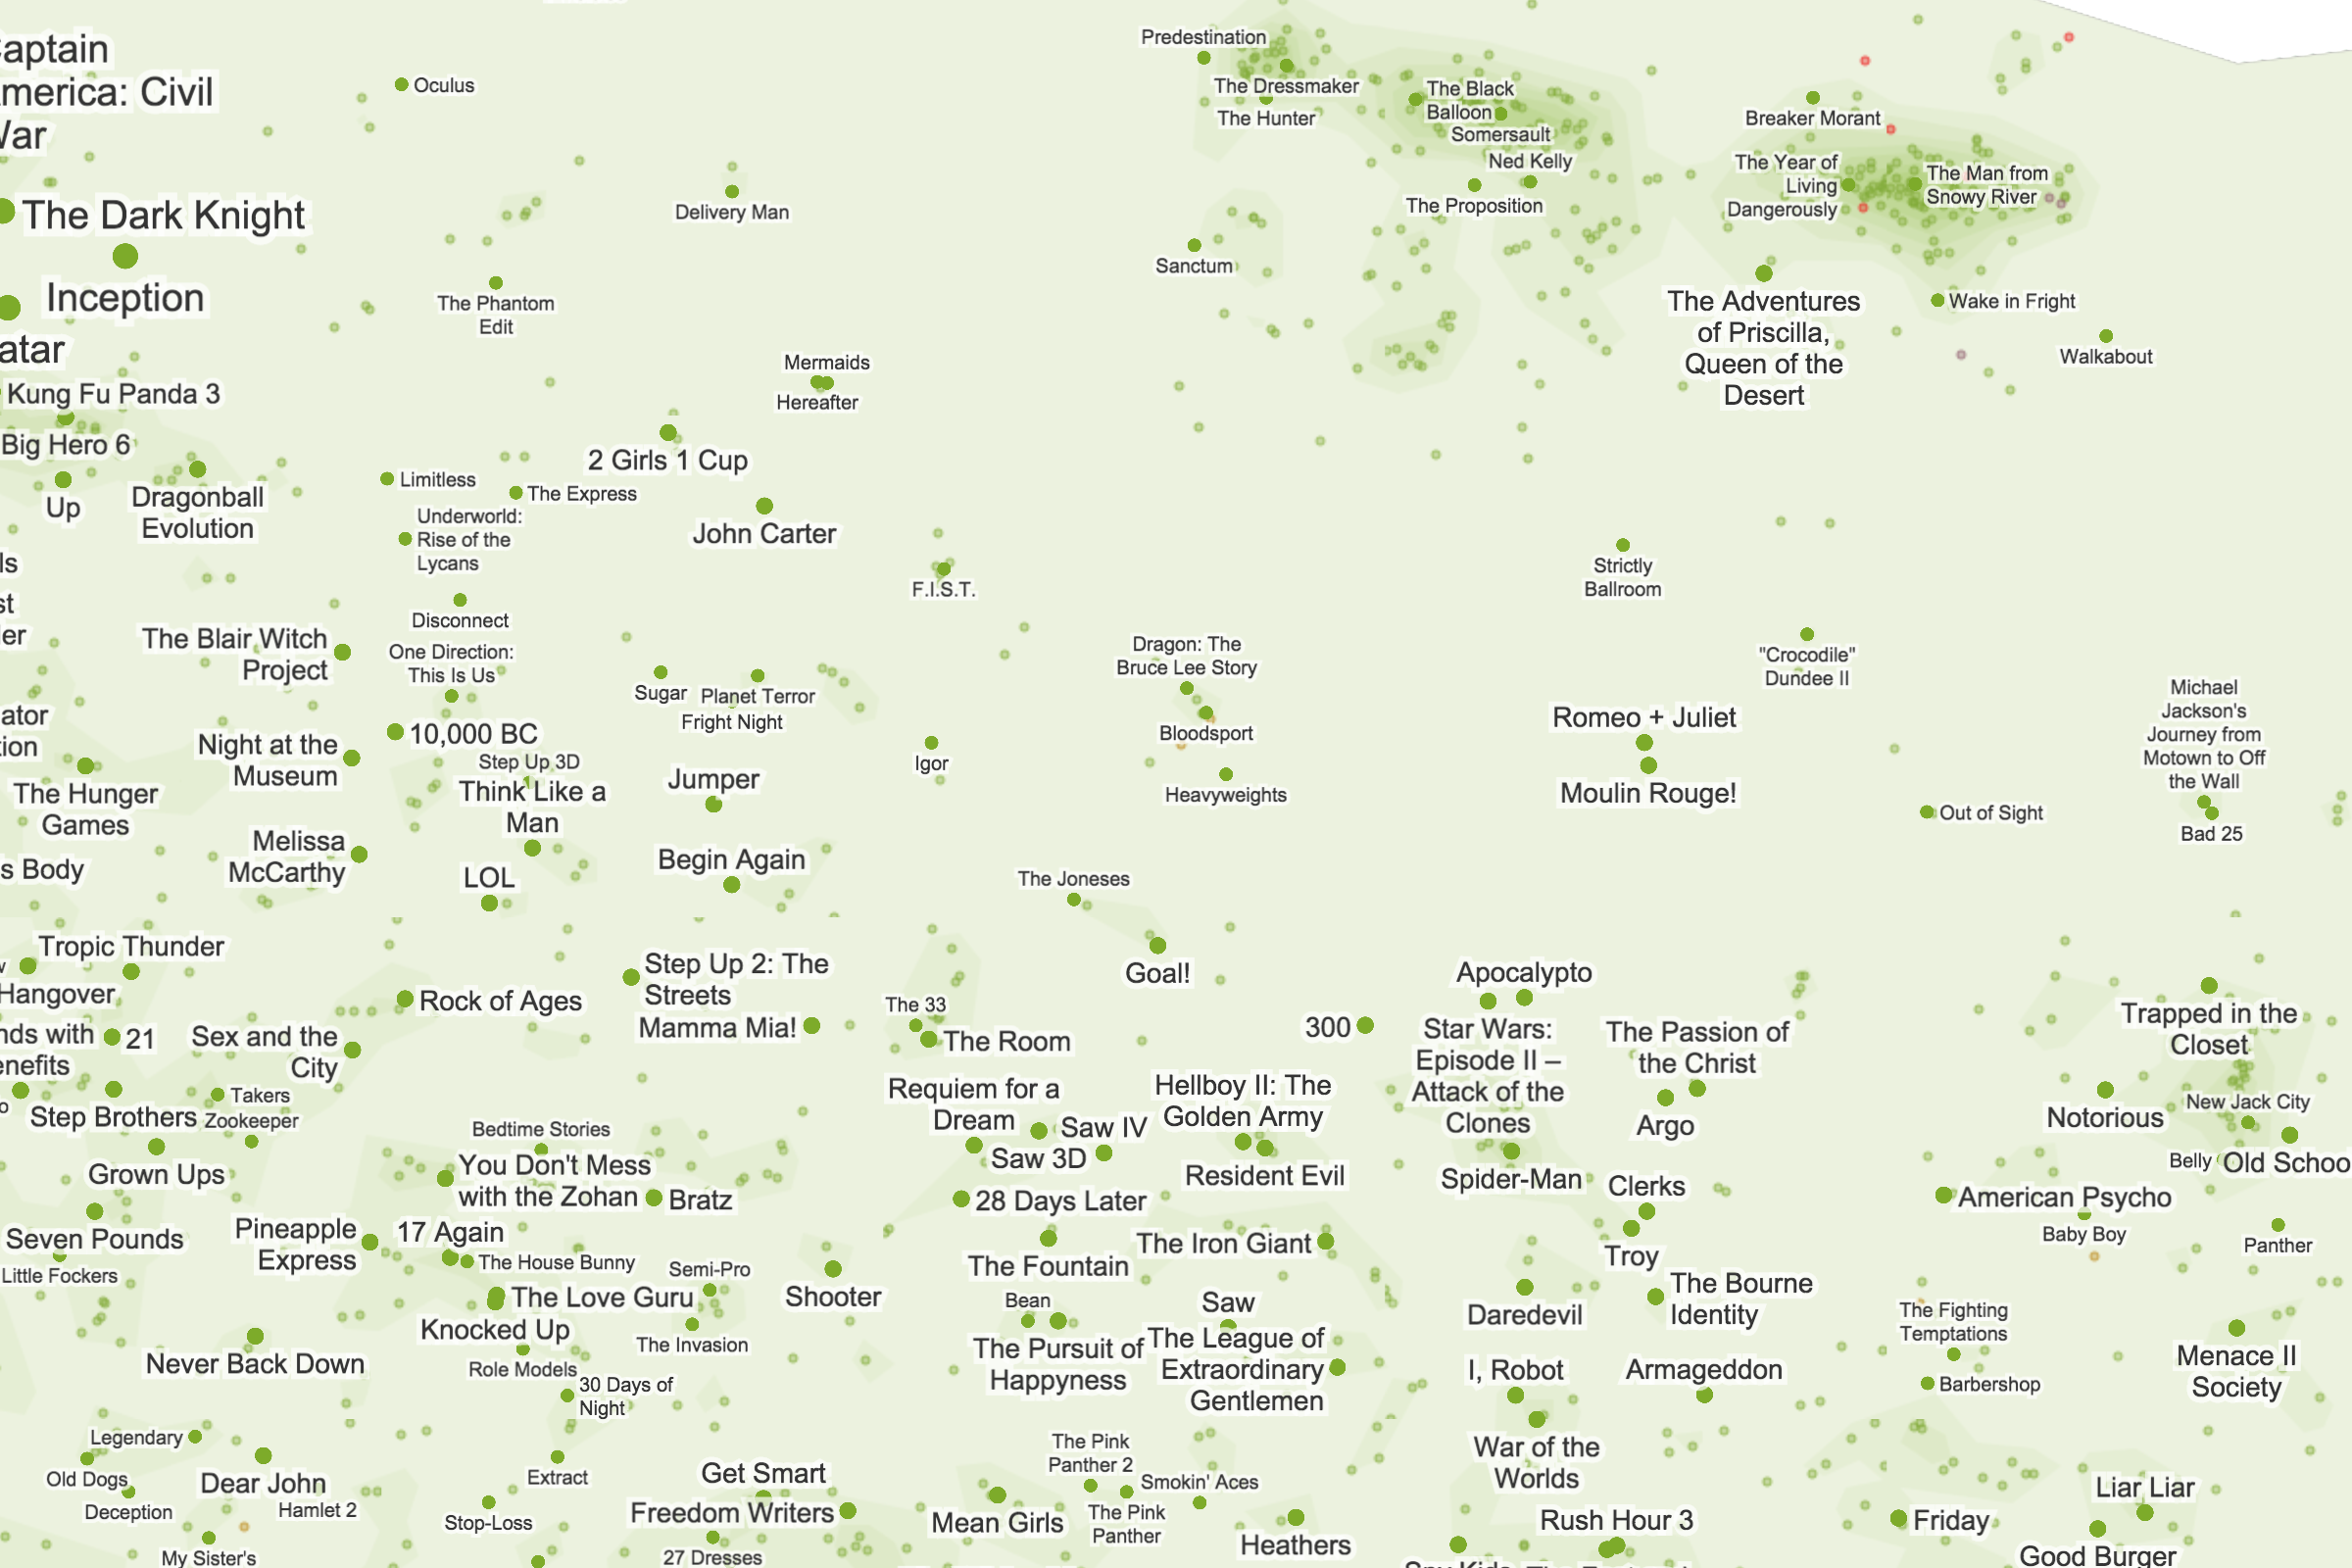 Captain
America: Civil
War
Predestination
Oculus
The Dressmaker
The Hunter
The Black
Balloon
Somersault
Ned Kelly
The Proposition
Breaker Morant
The Year of
Living
Dangerously
The Man from
Snowy River
The Dark Knight
Delivery Man
Inception
The Phantom
Edit
Sanctum
The Adventures
of Priscilla,
Queen of the
Desert
Wake in Fright
Walkabout
atar
Kung Fu Panda 3
Mermaids
Hereafter
Big Hero 6
Up
Dragonball
Evolution
2 Girls 1 Cup
Limitless
The Express
John Carter
Underworld:
Rise of the
Lycans
ls
F.I.S.T.
Strictly
Ballroom
st
er
Disconnect
The Blair Witch
Project
One Direction:
This Is Us
Sugar
Planet Terror
Fright Night
Dragon: The
Bruce Lee Story
Bloodsport
"Crocodile"
Dundee II
Michael
Jackson's
Journey from
Motown to Off
the Wall
Bad 25
ator
tion
Night at the
Museum
10,000 BC
Step Up 3D
Think Like a
Man
Igor
Heavyweights
Romeo + Juliet
Moulin Rouge!
Out of Sight
The Hunger
Games
Jumper
Melissa
McCarthy
s Body
LOL
Begin Again
The Joneses
Goal!
Tropic Thunder
w
Hangover
Rock of Ages
Step Up 2: The
Streets
Mamma Mia!
The 33
The Room
300
Apocalypto
Star Wars:
Episode II –
Attack of the
Clones
The Passion of
the Christ
Argo
Trapped in the
Closet
nds with
enefits
21
Sex and the
City
o
Step Brothers
Takers
Zookeeper
Requiem for a
Dream
Saw IV
Saw 3D
Hellboy II: The
Golden Army
Resident Evil
Notorious
New Jack City
Belly
Old Schoo
Grown Ups
Bedtime Stories
You Don't Mess
with the Zohan
Bratz
28 Days Later
Spider-Man
Clerks
Troy
American Psycho
Baby Boy
Panther
Seven Pounds
Little Fockers
Pineapple
Express
17 Again
The House Bunny
Semi-Pro
The Love Guru
Knocked Up
The Invasion
Shooter
The Fountain
The Iron Giant
Bean
The Pursuit of
Happyness
Saw
The League of
Extraordinary
Gentlemen
Daredevil
The Bourne
Identity
The Fighting
Temptations
Barbershop
Menace II
Society
Never Back Down
Role Models
30 Days of
Night
I, Robot
Armageddon
War of the
Worlds
Legendary
Old Dogs
Deception
Dear John
Hamlet 2
Extract
Stop-Loss
Get Smart
Freedom Writers
27 Dresses
The Pink
Panther 2
The Pink
Panther
Smokin' Aces
Mean Girls
Heathers
Rush Hour 3
Friday
Liar Liar
Good Burger
My Sister's
Spy Kids